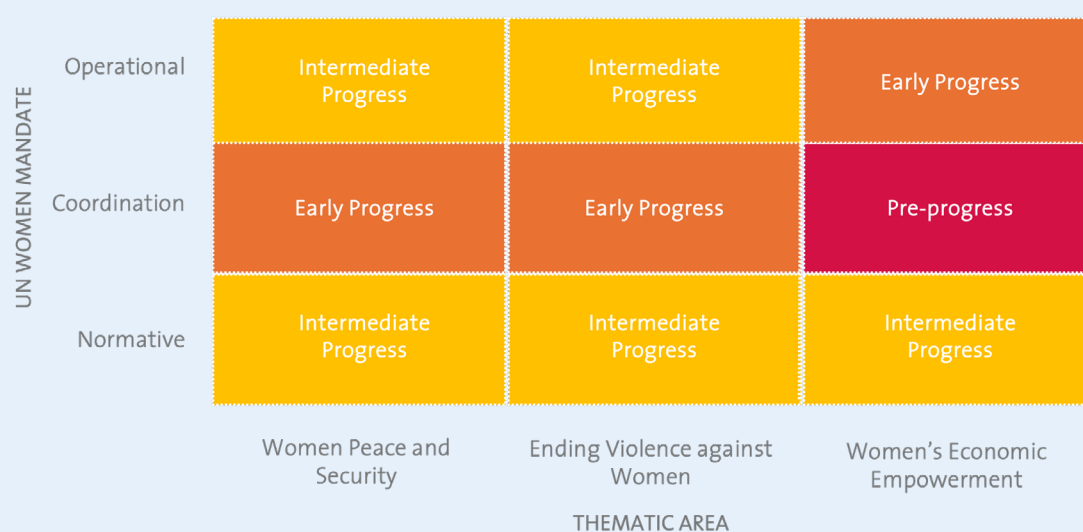 UN WOMEN MANDATE
Operational
Intermediate
Progress
Intermediate
Progress
Early Progress
Coordination
Early Progress
Early Progress
Pre-progress
Normative
Intermediate
Progress
Intermediate
Progress
Intermediate
Progress
Women Peace and
Security
Ending Violence against
Women
Women’s Economic
Empowerment
THEMATIC AREA